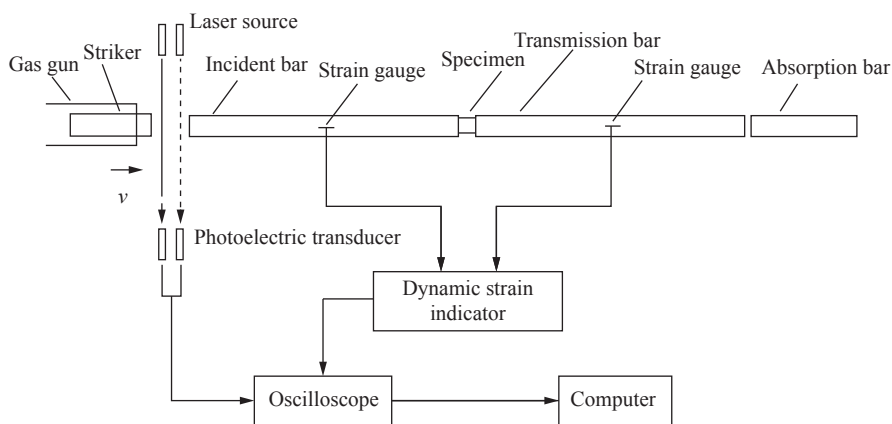 Laser source
Gas gun
Striker
Incident bar
Strain gauge
Specimen
Transmission bar
Strain gauge
Absorption bar
v
Photoelectric transducer
Dynamic strain
indicator
Oscilloscope
Computer